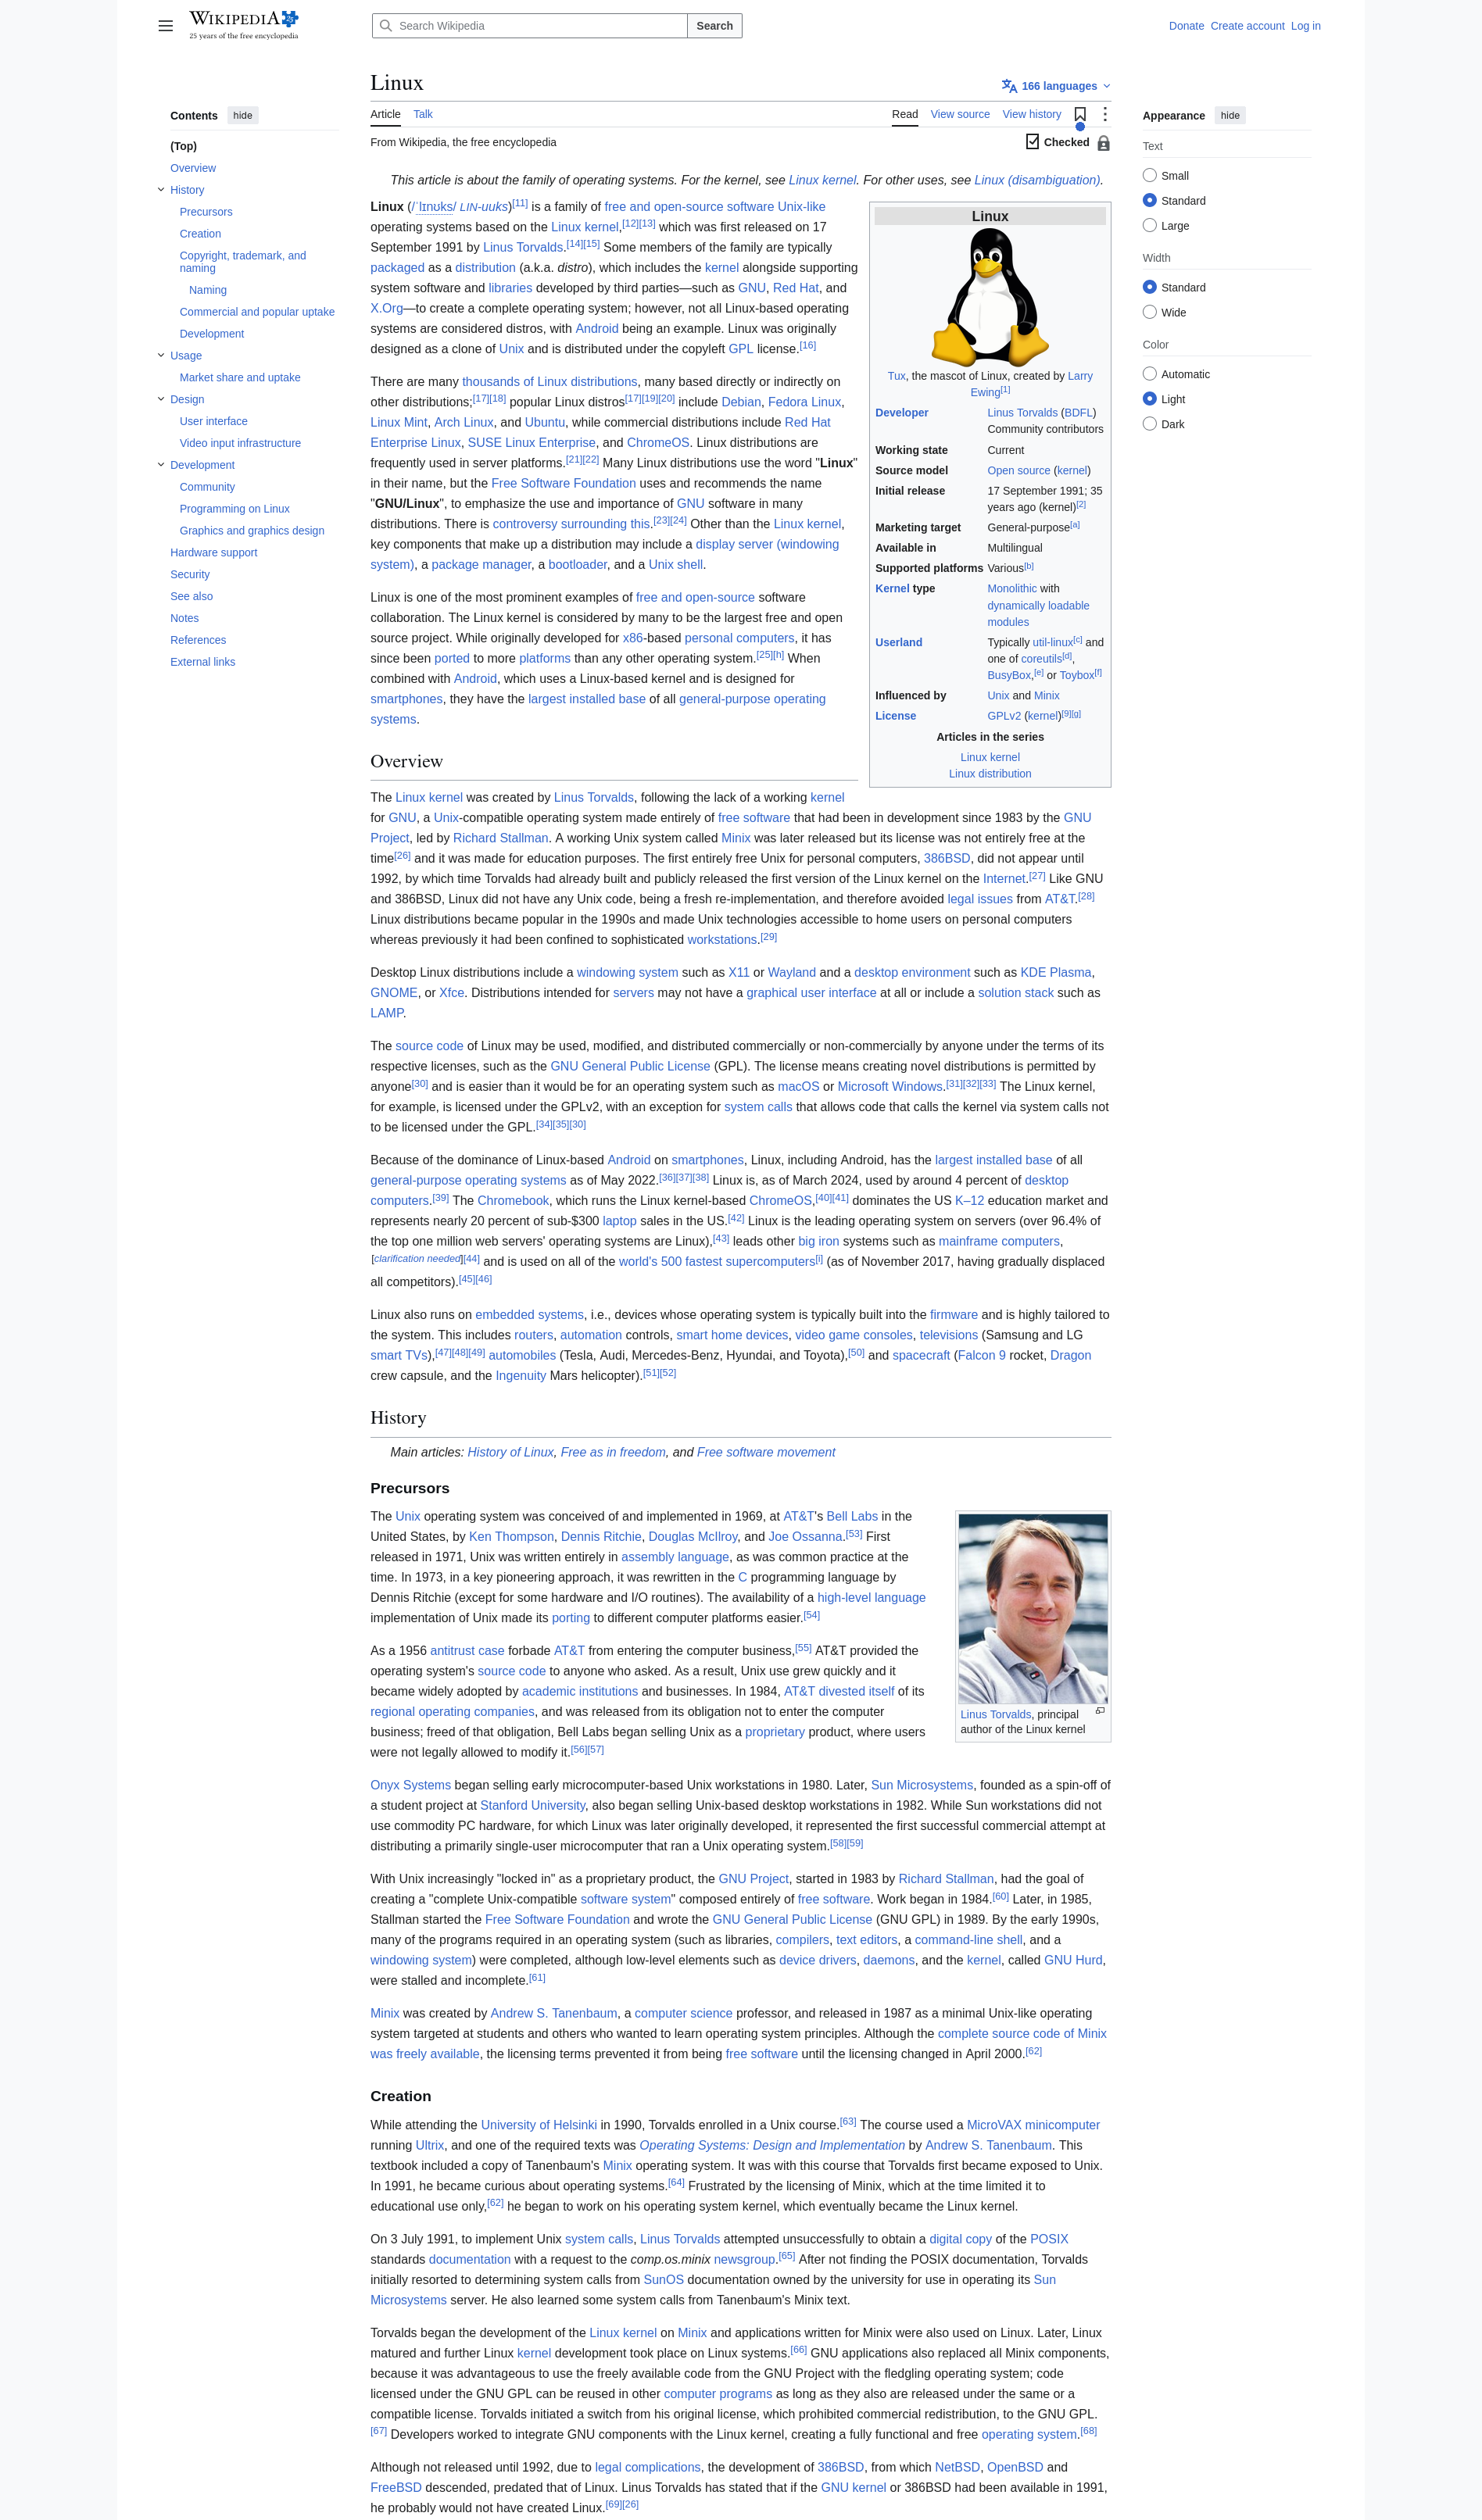 WIKIPEDIA
25 years of the free encyclopedia
Search Wikipedia
Search
Donate Create account Log in
Contents hide
(Top)
Overview
History
Precursors
Creation
Copyright, trademark, and
naming
Naming
Commercial and popular uptake
Development
Usage
Market share and uptake
Design
User interface
Video input infrastructure
Development
Community
Programming on Linux
Graphics and graphics design
Hardware support
Security
See also
Notes
References
External links
Linux
166 languages
Article Talk
Read View source View history
From Wikipedia, the free encyclopedia
Checked
This article is about the family of operating systems. For the kernel, see Linux kernel. For other uses, see Linux (disambiguation).
Linux (/ˈlɪnʊks/ LIN-uuks)[11] is a family of free and open-source software Unix-like
operating systems based on the Linux kernel,[12][13] which was first released on 17
September 1991 by Linus Torvalds.[14][15] Some members of the family are typically
packaged as a distribution (a.k.a. distro), which includes the kernel alongside supporting
system software and libraries developed by third parties—such as GNU, Red Hat, and
X.Org—to create a complete operating system; however, not all Linux-based operating
systems are considered distros, with Android being an example. Linux was originally
designed as a clone of Unix and is distributed under the copyleft GPL license.[16]
There are many thousands of Linux distributions, many based directly or indirectly on
other distributions;[17][18] popular Linux distros[17][19][20] include Debian, Fedora Linux,
Linux Mint, Arch Linux, and Ubuntu, while commercial distributions include Red Hat
Enterprise Linux, SUSE Linux Enterprise, and ChromeOS. Linux distributions are
frequently used in server platforms.[21][22] Many Linux distributions use the word "Linux"
in their name, but the Free Software Foundation uses and recommends the name
"GNU/Linux", to emphasize the use and importance of GNU software in many
distributions. There is controversy surrounding this.[23][24] Other than the Linux kernel,
key components that make up a distribution may include a display server (windowing
system), a package manager, a bootloader, and a Unix shell.
Linux is one of the most prominent examples of free and open-source software
collaboration. The Linux kernel is considered by many to be the largest free and open
source project. While originally developed for x86-based personal computers, it has
since been ported to more platforms than any other operating system.[25][h] When
combined with Android, which uses a Linux-based kernel and is designed for
smartphones, they have the largest installed base of all general-purpose operating
systems.
Linux
Tux, the mascot of Linux, created by Larry
Ewing[1]
Developer Linus Torvalds (BDFL)
Community contributors
Working state Current
Source model Open source (kernel)
Initial release 17 September 1991; 35
years ago (kernel)[2]
Marketing target General-purpose[a]
Available in Multilingual
Supported platforms Various[b]
Kernel type Monolithic with
dynamically loadable
modules
Userland Typically util-linux[c] and
one of coreutils[d],
BusyBox,[e] or Toybox[f]
Influenced by Unix and Minix
License GPLv2 (kernel)[9][g]
Articles in the series
Linux kernel
Linux distribution
Appearance hide
Text
Small
Standard
Large
Width
Standard
Wide
Color
Automatic
Light
Dark
Overview
The Linux kernel was created by Linus Torvalds, following the lack of a working kernel
for GNU, a Unix-compatible operating system made entirely of free software that had been in development since 1983 by the GNU
Project, led by Richard Stallman. A working Unix system called Minix was later released but its license was not entirely free at the
time[26] and it was made for education purposes. The first entirely free Unix for personal computers, 386BSD, did not appear until
1992, by which time Torvalds had already built and publicly released the first version of the Linux kernel on the Internet.[27] Like GNU
and 386BSD, Linux did not have any Unix code, being a fresh re-implementation, and therefore avoided legal issues from AT&T.[28]
Linux distributions became popular in the 1990s and made Unix technologies accessible to home users on personal computers
whereas previously it had been confined to sophisticated workstations.[29]
Desktop Linux distributions include a windowing system such as X11 or Wayland and a desktop environment such as KDE Plasma,
GNOME, or Xfce. Distributions intended for servers may not have a graphical user interface at all or include a solution stack such as
LAMP.
The source code of Linux may be used, modified, and distributed commercially or non-commercially by anyone under the terms of its
respective licenses, such as the GNU General Public License (GPL). The license means creating novel distributions is permitted by
anyone[30] and is easier than it would be for an operating system such as macOS or Microsoft Windows.[31][32][33] The Linux kernel,
for example, is licensed under the GPLv2, with an exception for system calls that allows code that calls the kernel via system calls not
to be licensed under the GPL.[34][35][30]
Because of the dominance of Linux-based Android on smartphones, Linux, including Android, has the largest installed base of all
general-purpose operating systems as of May 2022.[36][37][38] Linux is, as of March 2024, used by around 4 percent of desktop
computers.[39] The Chromebook, which runs the Linux kernel-based ChromeOS,[40][41] dominates the US K–12 education market and
represents nearly 20 percent of sub-$300 laptop sales in the US.[42] Linux is the leading operating system on servers (over 96.4% of
the top one million web servers' operating systems are Linux),[43] leads other big iron systems such as mainframe computers,
[clarification needed][44] and is used on all of the world's 500 fastest supercomputers[i] (as of November 2017, having gradually displaced
all competitors).[45][46]
Linux also runs on embedded systems, i.e., devices whose operating system is typically built into the firmware and is highly tailored to
the system. This includes routers, automation controls, smart home devices, video game consoles, televisions (Samsung and LG
smart TVs),[47][48][49] automobiles (Tesla, Audi, Mercedes-Benz, Hyundai, and Toyota),[50] and spacecraft (Falcon 9 rocket, Dragon
crew capsule, and the Ingenuity Mars helicopter).[51][52]
History
Main articles: History of Linux, Free as in freedom, and Free software movement
Precursors
The Unix operating system was conceived of and implemented in 1969, at AT&T's Bell Labs in the
United States, by Ken Thompson, Dennis Ritchie, Douglas McIlroy, and Joe Ossanna.[53] First
released in 1971, Unix was written entirely in assembly language, as was common practice at the
time. In 1973, in a key pioneering approach, it was rewritten in the C programming language by
Dennis Ritchie (except for some hardware and I/O routines). The availability of a high-level language
implementation of Unix made its porting to different computer platforms easier.[54]
As a 1956 antitrust case forbade AT&T from entering the computer business,[55] AT&T provided the
operating system's source code to anyone who asked. As a result, Unix use grew quickly and it
became widely adopted by academic institutions and businesses. In 1984, AT&T divested itself of its
regional operating companies, and was released from its obligation not to enter the computer
business; freed of that obligation, Bell Labs began selling Unix as a proprietary product, where users
were not legally allowed to modify it.[56][57]
Linus Torvalds, principal
author of the Linux kernel
Onyx Systems began selling early microcomputer-based Unix workstations in 1980. Later, Sun Microsystems, founded as a spin-off of
a student project at Stanford University, also began selling Unix-based desktop workstations in 1982. While Sun workstations did not
use commodity PC hardware, for which Linux was later originally developed, it represented the first successful commercial attempt at
distributing a primarily single-user microcomputer that ran a Unix operating system.[58][59]
With Unix increasingly "locked in" as a proprietary product, the GNU Project, started in 1983 by Richard Stallman, had the goal of
creating a "complete Unix-compatible software system" composed entirely of free software. Work began in 1984.[60] Later, in 1985,
Stallman started the Free Software Foundation and wrote the GNU General Public License (GNU GPL) in 1989. By the early 1990s,
many of the programs required in an operating system (such as libraries, compilers, text editors, a command-line shell, and a
windowing system) were completed, although low-level elements such as device drivers, daemons, and the kernel, called GNU Hurd,
were stalled and incomplete.[61]
Minix was created by Andrew S. Tanenbaum, a computer science professor, and released in 1987 as a minimal Unix-like operating
system targeted at students and others who wanted to learn operating system principles. Although the complete source code of Minix
was freely available, the licensing terms prevented it from being free software until the licensing changed in April 2000.[62]
Creation
While attending the University of Helsinki in 1990, Torvalds enrolled in a Unix course.[63] The course used a MicroVAX minicomputer
running Ultrix, and one of the required texts was Operating Systems: Design and Implementation by Andrew S. Tanenbaum. This
textbook included a copy of Tanenbaum's Minix operating system. It was with this course that Torvalds first became exposed to Unix.
In 1991, he became curious about operating systems.[64] Frustrated by the licensing of Minix, which at the time limited it to
educational use only,[62] he began to work on his operating system kernel, which eventually became the Linux kernel.
On 3 July 1991, to implement Unix system calls, Linus Torvalds attempted unsuccessfully to obtain a digital copy of the POSIX
standards documentation with a request to the comp.os.minix newsgroup.[65] After not finding the POSIX documentation, Torvalds
initially resorted to determining system calls from SunOS documentation owned by the university for use in operating its Sun
Microsystems server. He also learned some system calls from Tanenbaum's Minix text.
Torvalds began the development of the Linux kernel on Minix and applications written for Minix were also used on Linux. Later, Linux
matured and further Linux kernel development took place on Linux systems.[66] GNU applications also replaced all Minix components,
because it was advantageous to use the freely available code from the GNU Project with the fledgling operating system; code
licensed under the GNU GPL can be reused in other computer programs as long as they also are released under the same or a
compatible license. Torvalds initiated a switch from his original license, which prohibited commercial redistribution, to the GNU GPL.
[67] Developers worked to integrate GNU components with the Linux kernel, creating a fully functional and free operating system.[68]
Although not released until 1992, due to legal complications, the development of 386BSD, from which NetBSD, OpenBSD and
FreeBSD descended, predated that of Linux. Linus Torvalds has stated that if the GNU kernel or 386BSD had been available in 1991,
he probably would not have created Linux.[69][26]